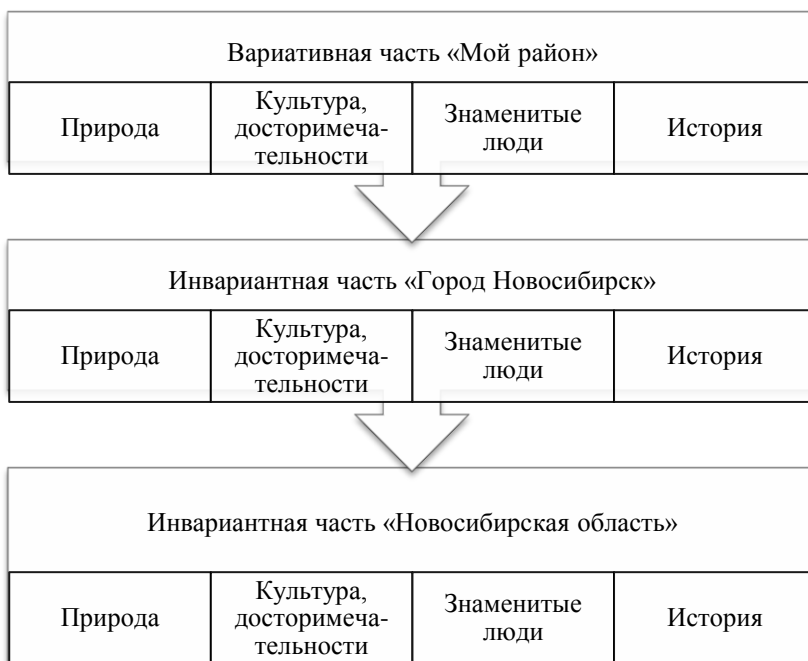 Вариативная часть «Мой район»
Природа
Культура,
досторимеча-
тельности
Знаменитые
люди
История
Инвариантная часть «Город Новосибирск»
Природа
Культура,
досторимеча-
тельности
Знаменитые
люди
История
Инвариантная часть «Новосибирская область»
Природа
Культура,
досторимеча-
тельности
Знаменитые
люди
История